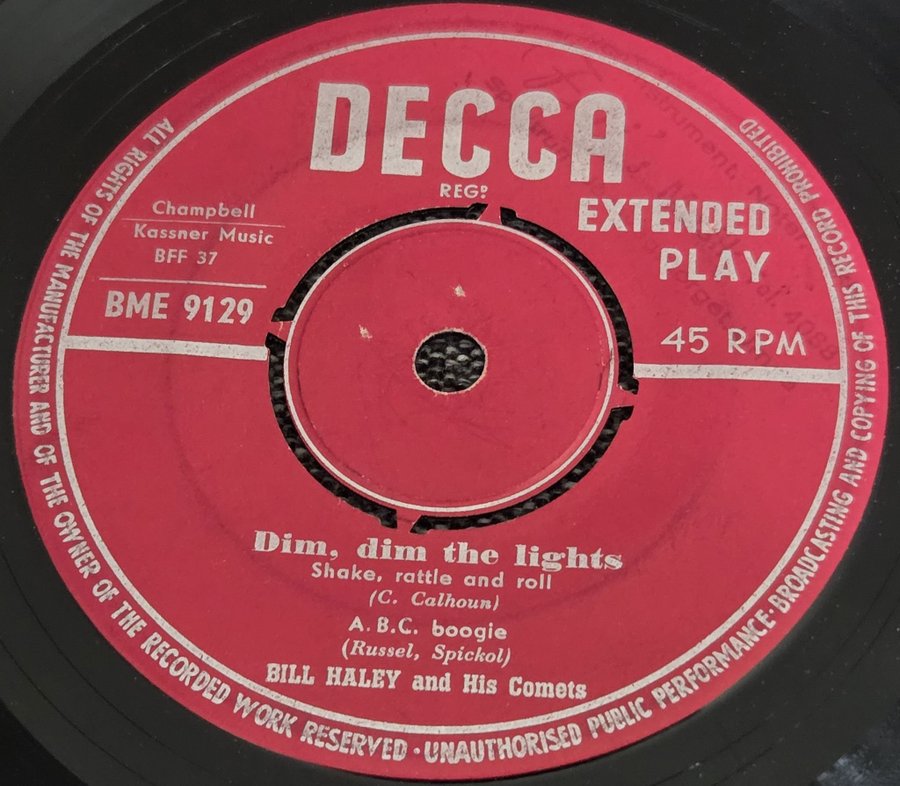 DECCA
REGD
EXTENDED
PLAY
45 RPM
Champbell
Kassner Music
BFF 37
BME 9129
Dim, dim the lights
Shake, rattle and roll
(C. Calhoun)
A.B.C. boogie
(Russel, Spickol)
BILL HALEY and His Comets
ALL RIGHTS OF THE MANUFACTURER AND OF THE OWNER OF THE RECORDED WORK RESERVED · UNAUTHORISED PUBLIC PERFORMANCE · BROADCASTING AND COPYING OF THIS RECORD PROHIBITED